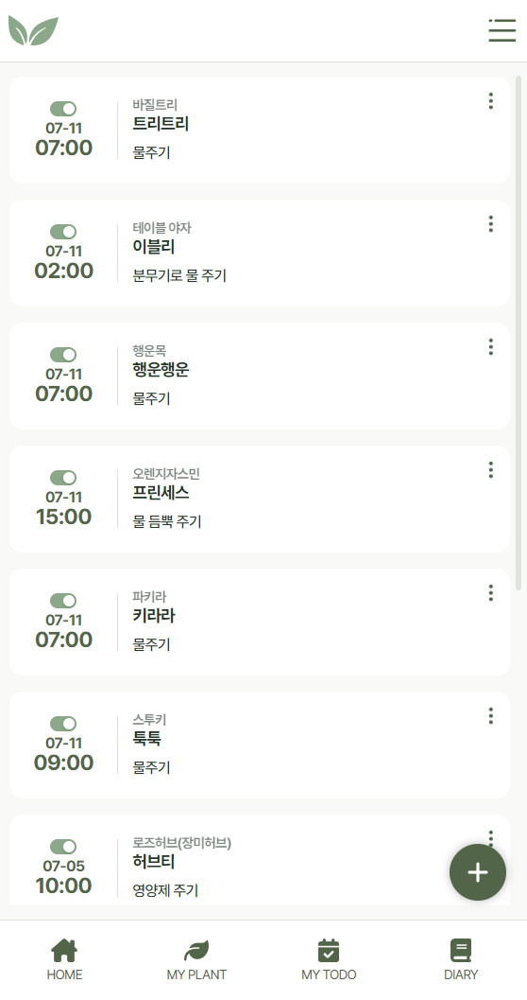 바질트리
07-11
트리트리
07:00
물주기
테이블 야자
07-11
이블리
02:00
분무기로 물 주기
행운목
07-11
행운행운
07:00
물주기
오렌지자스민
07-11
프린세스
15:00
물 듬뿍 주기
파키라
07-11
키라라
07:00
물주기
스투키
07-11
툭툭
09:00
물주기
로즈허브(장미허브)
07-05
허브티
10:00
영양제 주기
HOME
MY PLANT
MY TODO
DIARY